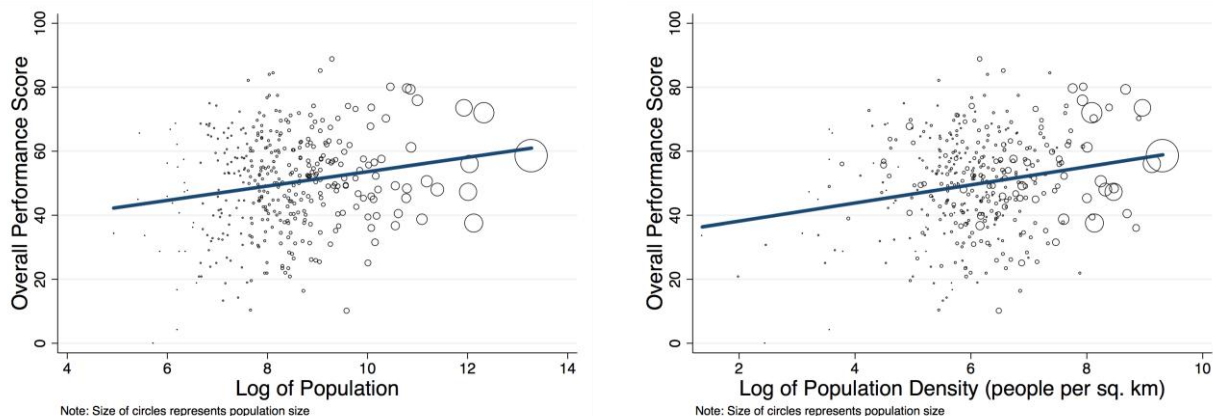 Overall Performance Score
100
80
60
40
20
0
4 6 8 10 12 14
Log of Population
Note: Size of circles represents population size
Overall Performance Score
100
80
60
40
20
0
2 4 6 8 10
Log of Population Density (people per sq. km)
Note: Size of circles represents population size